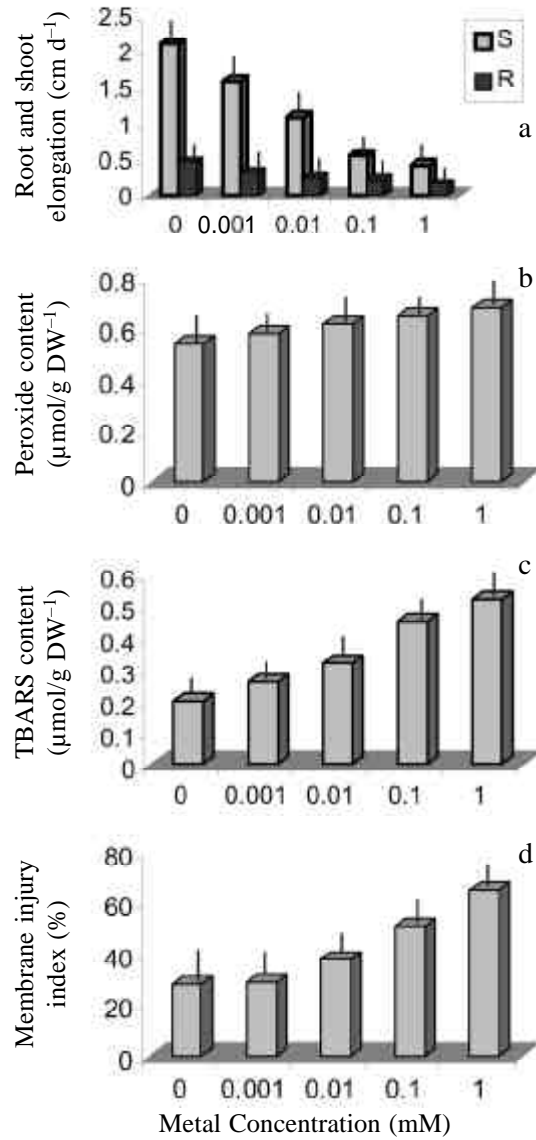 2.5
2
1.5
1
0.5
0
Root and shoot
elongation (cm d⁻¹)
S
R
a
0 0.001 0.01 0.1 1
0.8
0.6
0.4
0.2
0
Peroxide content
(µmol/g DW⁻¹)
b
0 0.001 0.01 0.1 1
0.6
0.5
0.4
0.3
0.2
0.1
0
TBARS content
(µmol/g DW⁻¹)
c
0 0.001 0.01 0.1 1
80
60
40
20
0
Membrane injury
index (%)
d
0 0.001 0.01 0.1 1
Metal Concentration (mM)